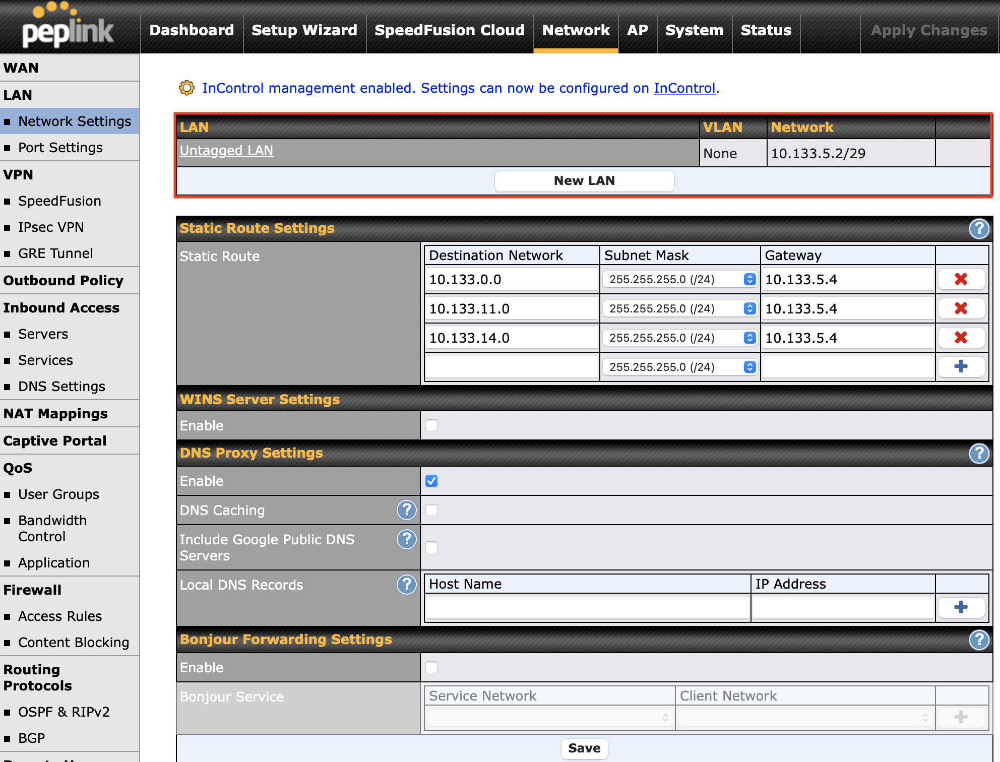 peplink
Dashboard Setup Wizard SpeedFusion Cloud Network AP System Status Apply Changes
WAN
LAN
Network Settings
Port Settings
VPN
SpeedFusion
IPsec VPN
GRE Tunnel
Outbound Policy
Inbound Access
Servers
Services
DNS Settings
NAT Mappings
Captive Portal
QoS
User Groups
Bandwidth
Control
Application
Firewall
Access Rules
Content Blocking
Routing
Protocols
OSPF & RIPv2
BGP
InControl management enabled. Settings can now be configured on InControl.
LAN VLAN Network
Untagged LAN None 10.133.5.2/29
New LAN
Static Route Settings ?
Static Route
Destination Network Subnet Mask Gateway
10.133.0.0 255.255.255.0 (/24) 10.133.5.4
10.133.11.0 255.255.255.0 (/24) 10.133.5.4
10.133.14.0 255.255.255.0 (/24) 10.133.5.4
255.255.255.0 (/24)
WINS Server Settings
Enable
DNS Proxy Settings ?
Enable
DNS Caching ?
Include Google Public DNS ?
Servers
Local DNS Records ?
Host Name IP Address
Bonjour Forwarding Settings ?
Enable
Bonjour Service
Service Network Client Network
Save